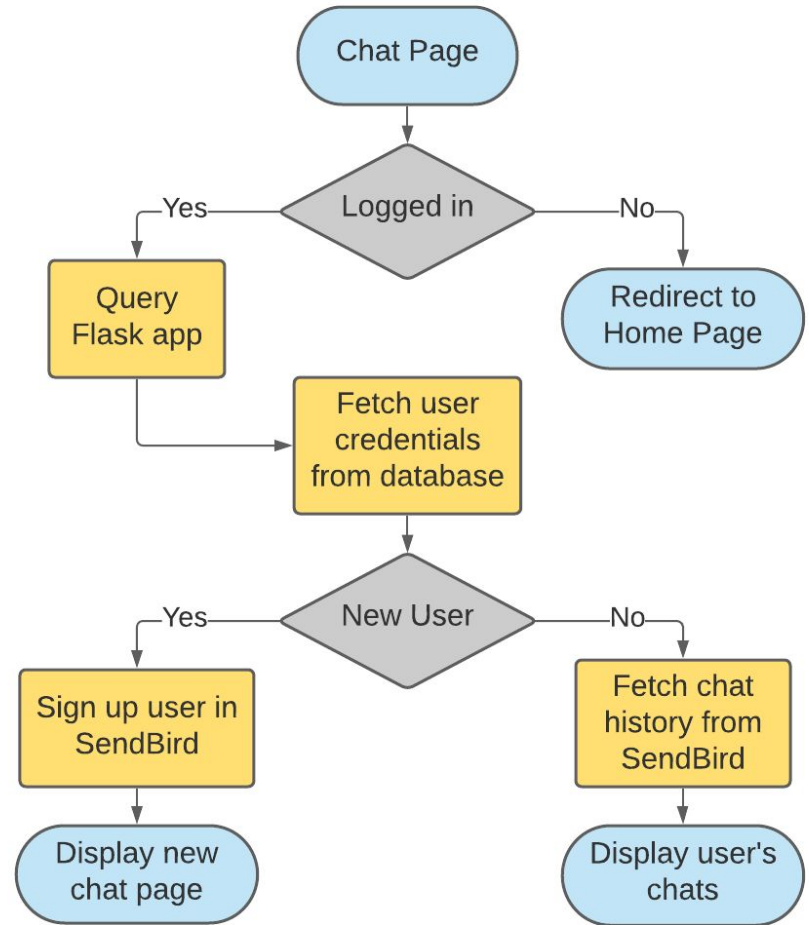 Chat Page
Logged in
Yes
No
Query
Flask app
Redirect to
Home Page
Fetch user
credentials
from database
New User
Yes
No
Sign up user in
SendBird
Fetch chat
history from
SendBird
Display new
chat page
Display user's
chats